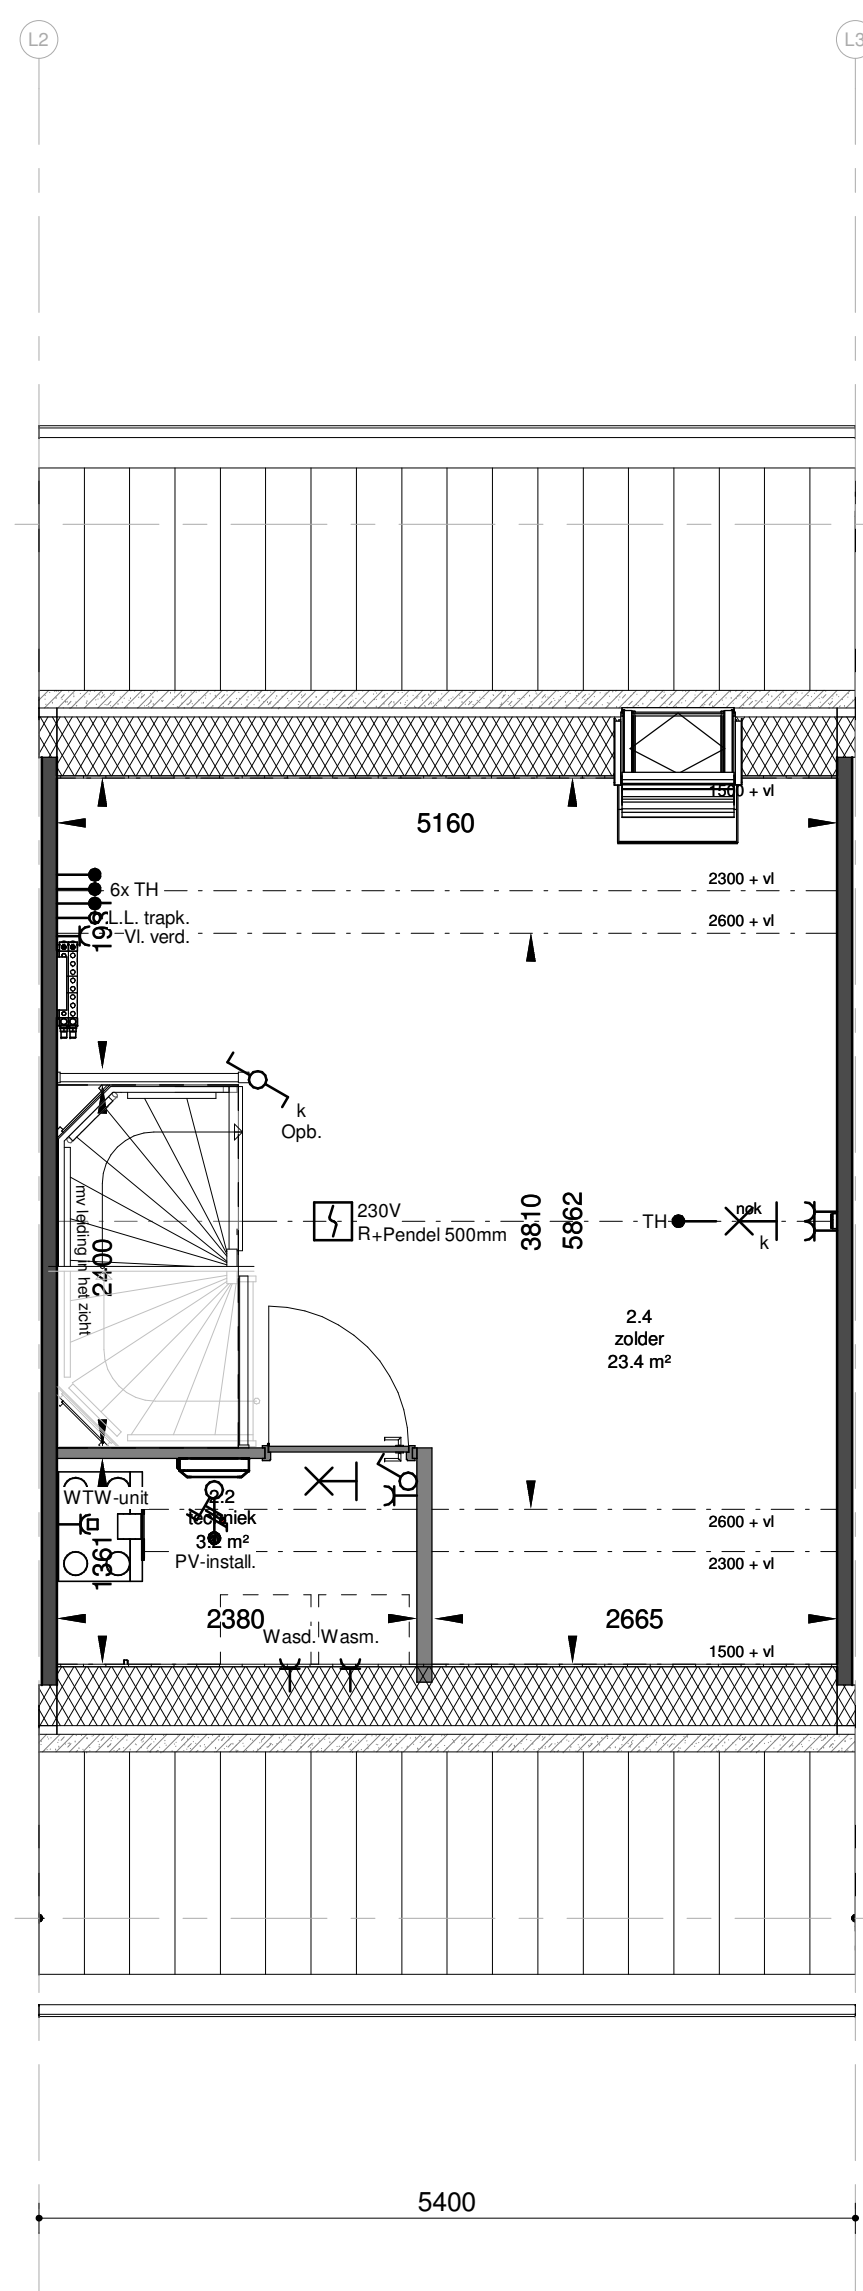 L2
L3
1500 + vl
5160
2300 + vl
6x TH
L.L. trapk.
2600 + vl
Vl. verd.
k
Opb.
mv leiding in het zicht
2400
230V
R+Pendel 500mm
3810
5862
TH
nok
k
2.4
zolder
23.4 m²
WTW-unit
2.2
techniek
m²
PV-install.
1361
2600 + vl
2300 + vl
2380
2665
Wasd. Wasm.
1500 + vl
5400